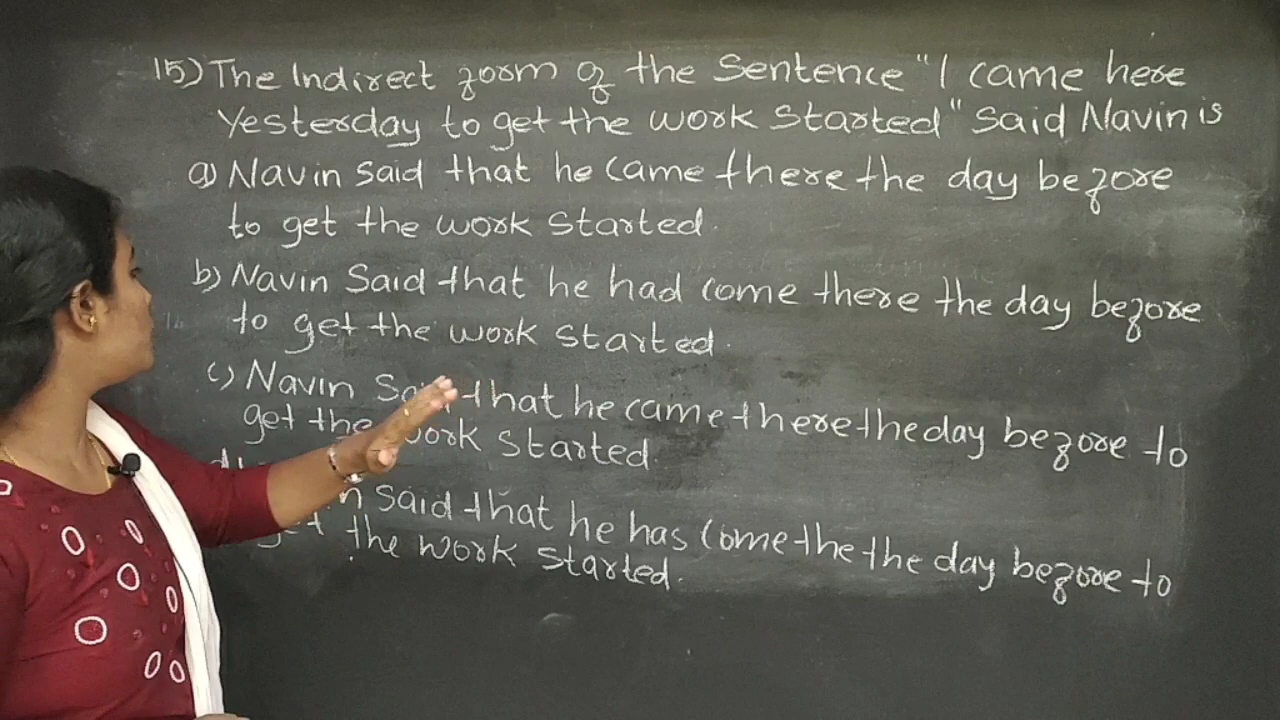 15) The Indirect form of the Sentence "I came here
Yesterday to get the work Started" Said Navin is
a) Navin Said that he came there the day before
to get the work Started.
b) Navin Said that he had come there the day before
to get the work Started.
c) Navin that he came there the day before to
get the work Started.
Said that he has come the the day before to
the work Started.